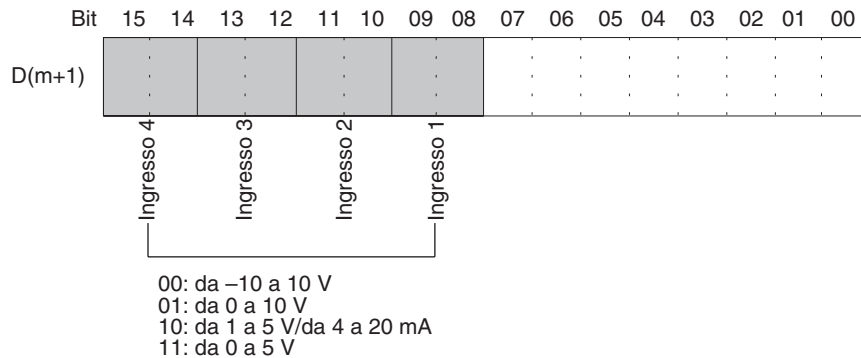 Bit 15 14 13 12 11 10 09 08 07 06 05 04 03 02 01 00
D(m+1)
Ingresso 4
Ingresso 3
Ingresso 2
Ingresso 1
00: da –10 a 10 V
01: da 0 a 10 V
10: da 1 a 5 V/da 4 a 20 mA
11: da 0 a 5 V